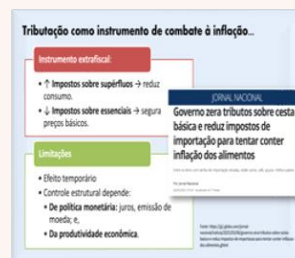 Tributação como instrumento de combate à inflação...
Instrumento extrafiscal:
• ↑ Impostos sobre supérfluos → reduz
consumo.
• ↓ Impostos sobre essenciais → segura
preços básicos.
JORNAL NACIONAL
Governo zera tributos sobre cesta
básica e reduz impostos de
importação para tentar conter
inflação dos alimentos
Limitações
• Efeito temporário
• Controle estrutural depende:
• De política monetária: juros, emissão de
moeda; e,
• Da produtividade econômica.